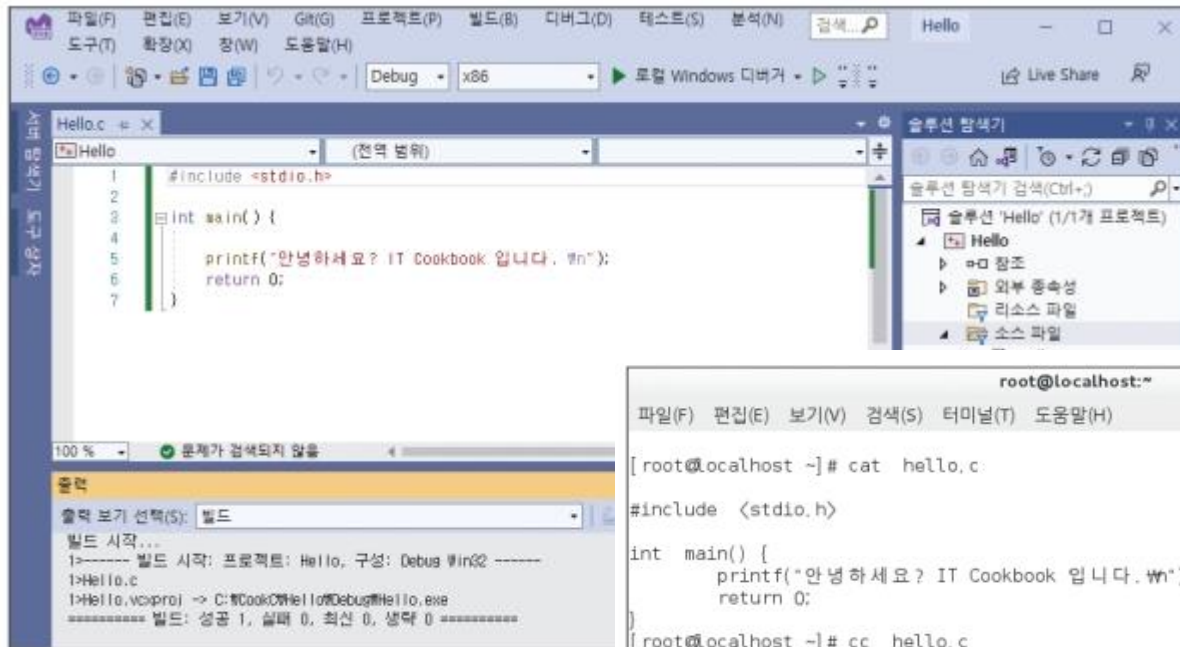 파일(F) 편집(E) 보기(V) Git(G) 프로젝트(P) 빌드(B) 디버그(D) 테스트(S) 분석(N) 검색... Hello
도구(T) 확장(X) 창(W) 도움말(H)
Debug x86 로컬 Windows 디버거 Live Share
서버 탐색기
도구 상자
Hello.c
Hello (전역 범위)
1 #include <stdio.h>
2
3 int main() {
4
5 printf("안녕하세요? IT Cookbook 입니다. ₩n");
6 return 0;
7 }
100 % 문제가 검색되지 않음
출력
출력 보기 선택(S): 빌드
빌드 시작...
1>------ 빌드 시작: 프로젝트: Hello, 구성: Debug Win32 ------
1>Hello.c
1>Hello.vcxproj -> C:₩CookC₩Hello₩Debug₩Hello.exe
========== 빌드: 성공 1, 실패 0, 최신 0, 생략 0 ==========
솔루션 탐색기
솔루션 탐색기 검색(Ctrl+;)
솔루션 'Hello' (1/1개 프로젝트)
Hello
참조
외부 종속성
리소스 파일
소스 파일
root@localhost:~
파일(F) 편집(E) 보기(V) 검색(S) 터미널(T) 도움말(H)
[root@localhost ~]# cat hello.c
#include <stdio.h>
int main() {
printf("안녕하세요? IT Cookbook 입니다.₩n")
return 0;
}
[root@localhost ~]# cc hello.c